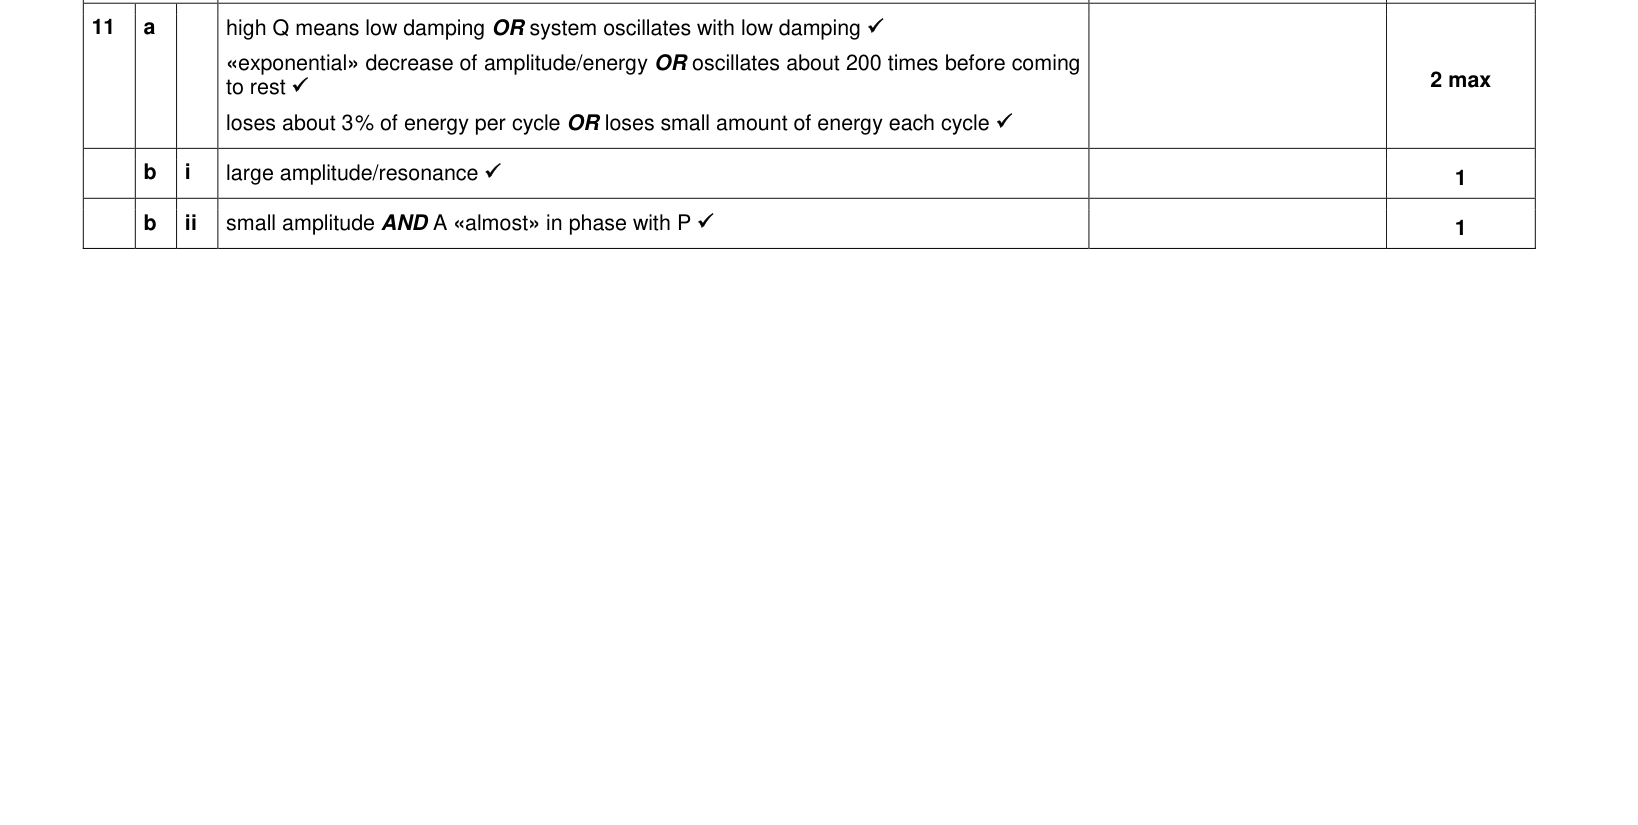 11 a high Q means low damping OR system oscillates with low damping ✓
«exponential» decrease of amplitude/energy OR oscillates about 200 times before coming
to rest ✓
2 max
loses about 3% of energy per cycle OR loses small amount of energy each cycle ✓
b i large amplitude/resonance ✓ 1
b ii small amplitude AND A «almost» in phase with P ✓ 1